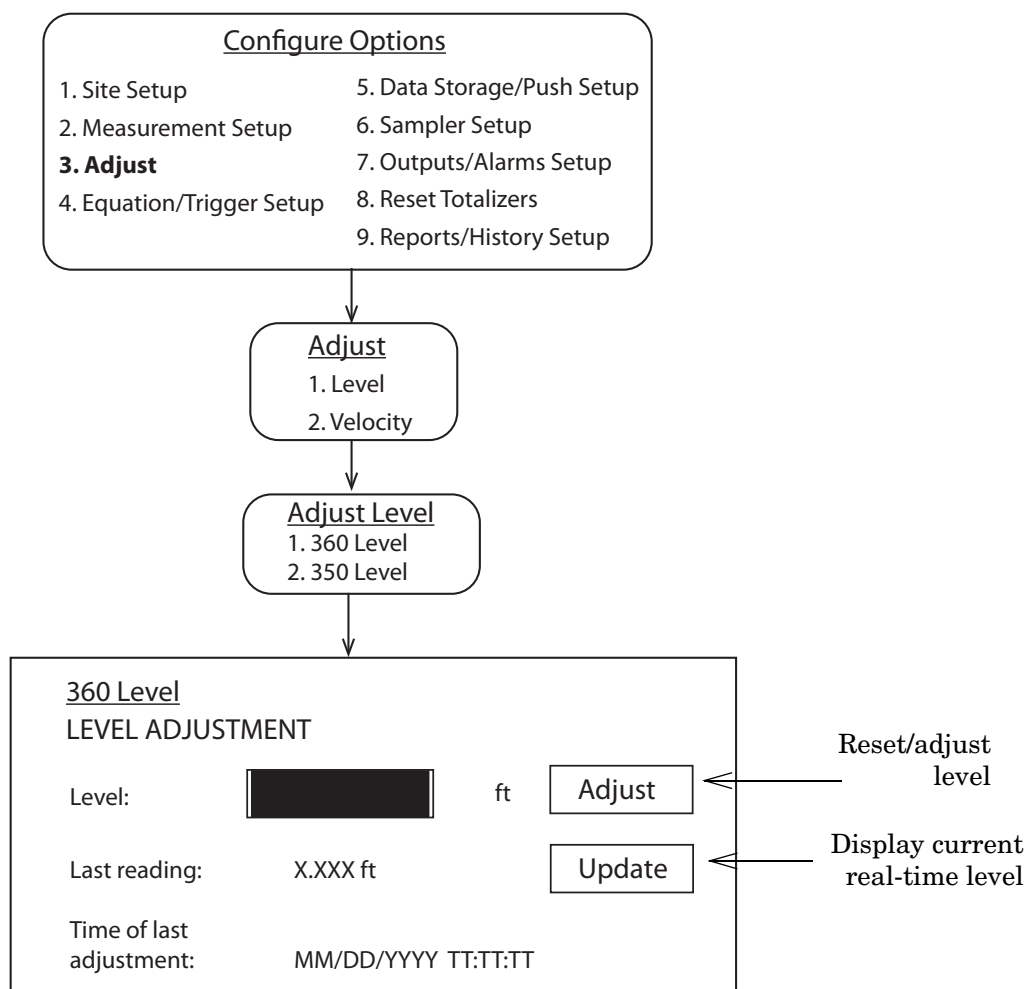 Configure Options
1. Site Setup
2. Measurement Setup
3. Adjust
4. Equation/Trigger Setup
5. Data Storage/Push Setup
6. Sampler Setup
7. Outputs/Alarms Setup
8. Reset Totalizers
9. Reports/History Setup
Adjust
1. Level
2. Velocity
Adjust Level
1. 360 Level
2. 350 Level
360 Level
LEVEL ADJUSTMENT
Level: ft Adjust
Reset/adjust
level
Last reading: X.XXX ft Update
Display current
real-time level
Time of last
adjustment: MM/DD/YYYY TT:TT:TT